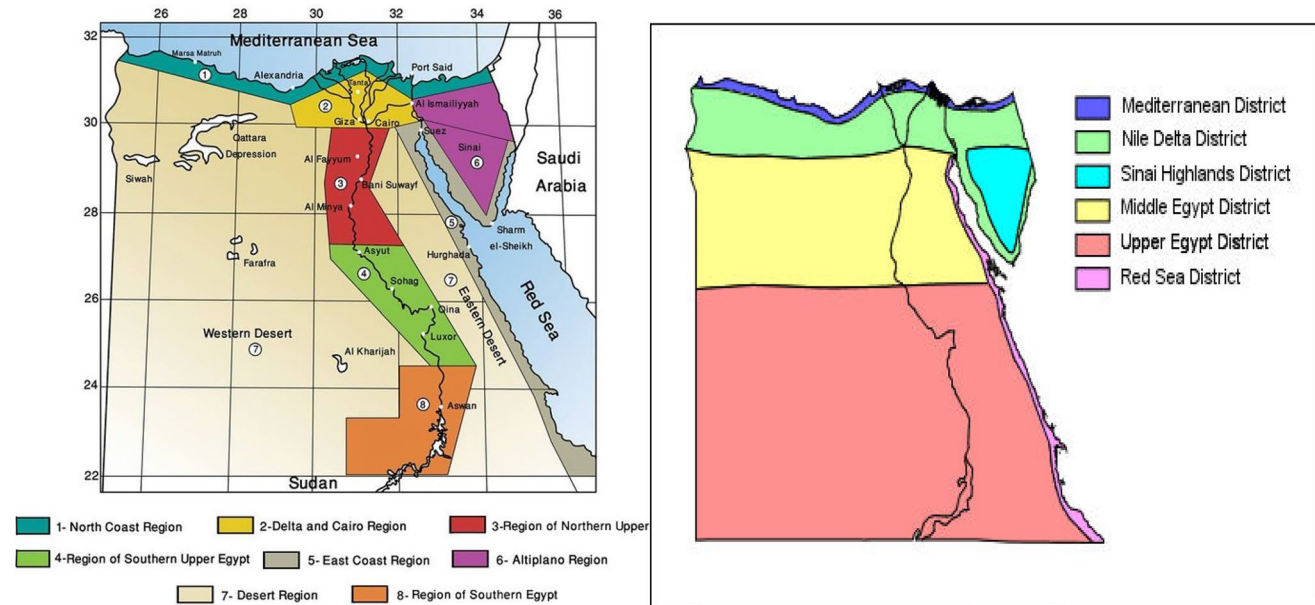 30 31 32 34 36
32
Mediterranean Sea
Marsa Matruh
1
Alexandria
Port Said
Tanta
2
Al Ismailiyyah
30
Giza
Cairo
Suez
Qattara
Depression
Al Fayyum
Sinai
6
Saudi
Arabia
Siwah
3
Bani Suwayf
28
Al Minya
5
Sharm
el-Sheikh
Asyut
Hurghada
Farafra
4
Sohag
7
26
Qina
Eastern Desert
Red Sea
Western Desert
7
Luxor
Al Kharijah
24
8
Aswan
22
26 28 30 32 34
Sudan
1- North Coast Region
2-Delta and Cairo Region
3-Region of Northern Upper
4-Region of Southern Upper Egypt
5- East Coast Region
6- Altiplano Region
7- Desert Region
8- Region of Southern Egypt
Mediterranean District
Nile Delta District
Sinai Highlands District
Middle Egypt District
Upper Egypt District
Red Sea District